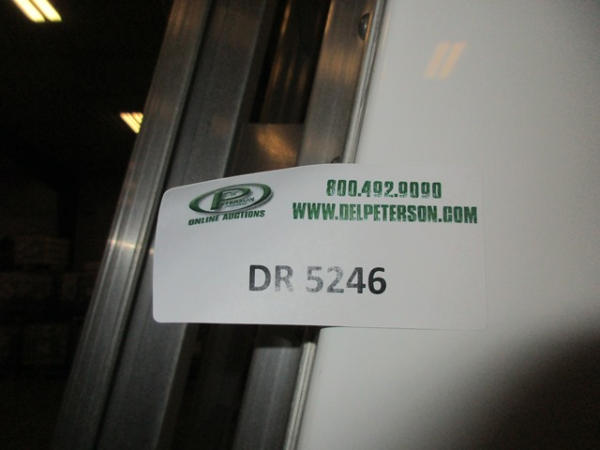 PETERSON
ONLINE AUCTIONS
800.492.9090
WWW.DELPETERSON.COM
DR 5246